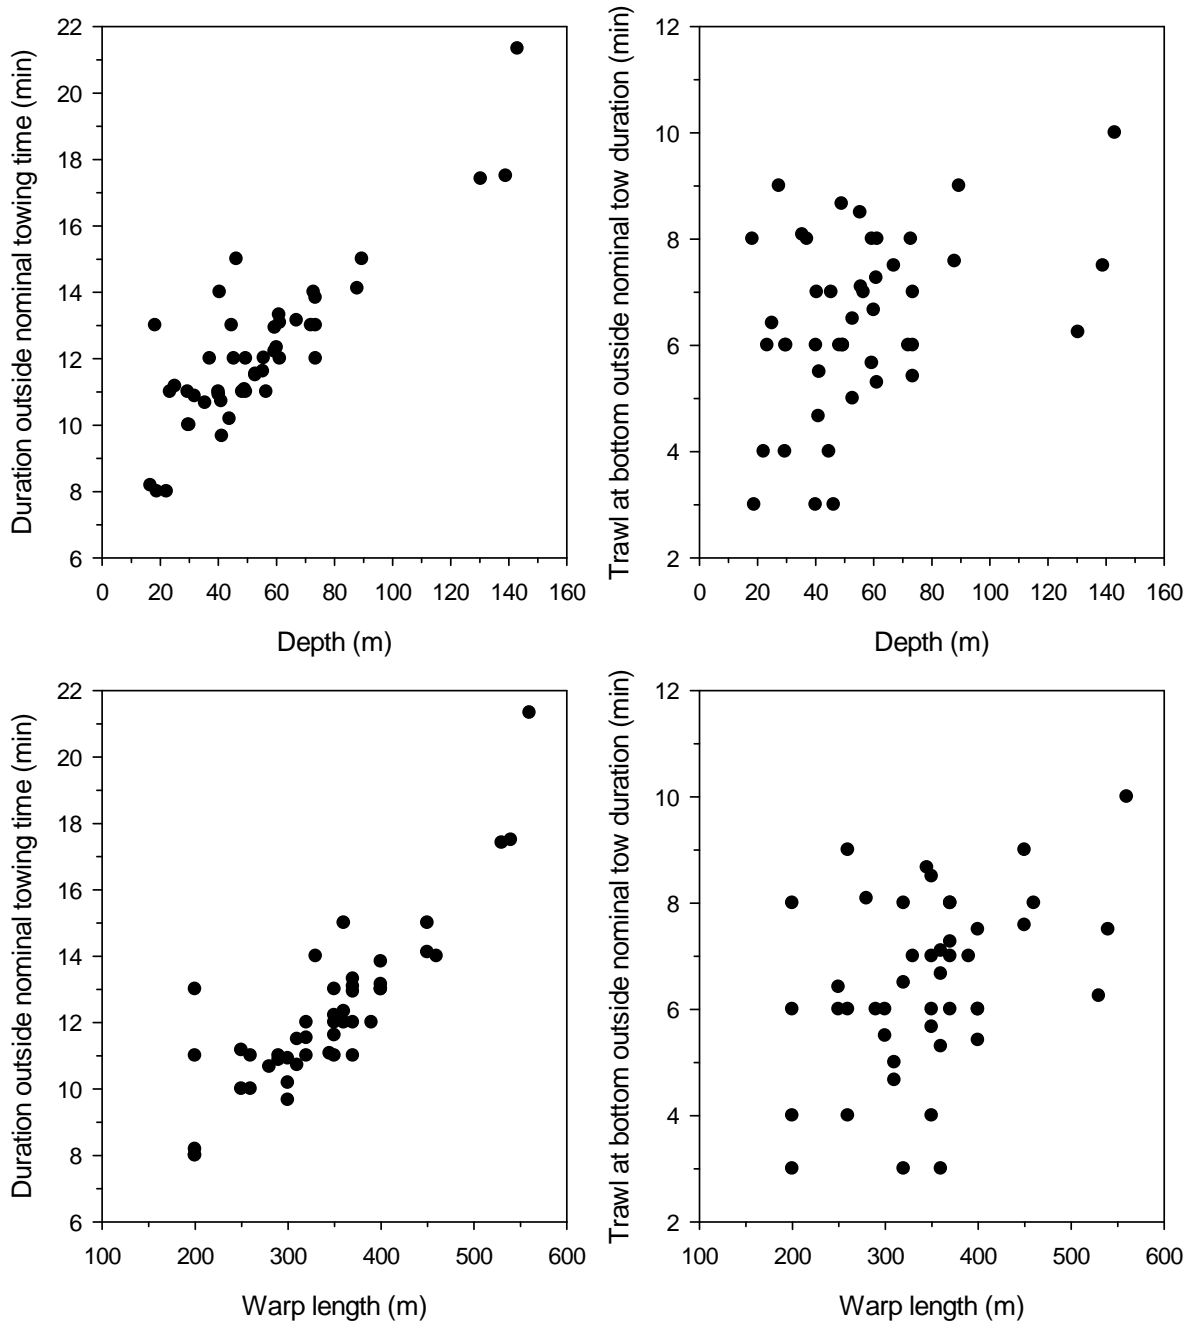 Duration outside nominal towing time (min)
22
20
18
16
14
12
10
8
6
0 20 40 60 80 100 120 140 160
Depth (m)
Trawl at bottom outside nominal tow duration (min)
12
10
8
6
4
2
0 20 40 60 80 100 120 140 160
Depth (m)
Duration outside nominal towing time (min)
22
20
18
16
14
12
10
8
6
100 200 300 400 500 600
Warp length (m)
Trawl at bottom outside nominal tow duration (min)
12
10
8
6
4
2
100 200 300 400 500 600
Warp length (m)